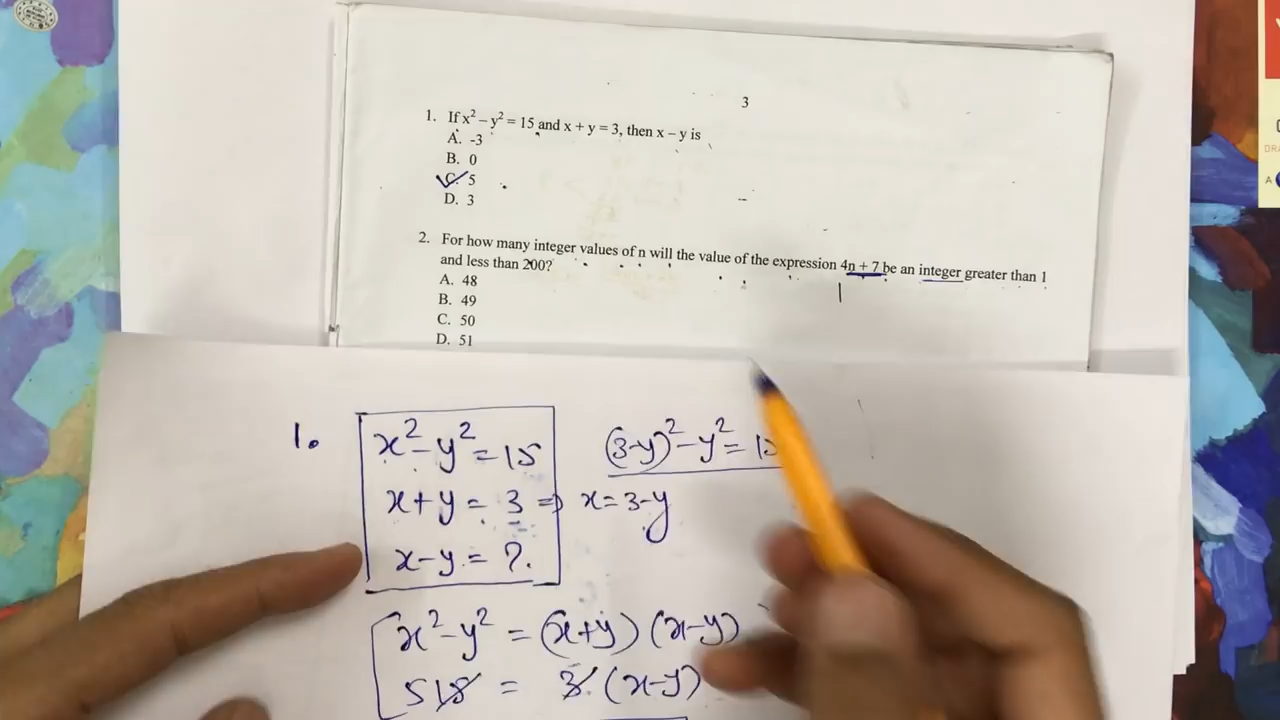 3
1. If x² – y² = 15 and x + y = 3, then x – y is
A. -3
B. 0
C. 5
D. 3
2. For how many integer values of n will the value of the expression 4n + 7 be an integer greater than 1
and less than 200?
A. 48
B. 49
C. 50
D. 51
1
1. x²-y²=15 (3-y)²-y²=
x+y = 3 ⇒ x=3-y
x-y = ?
x²-y² = (x+y)(x-y)
5 15 = 3 (x-y)